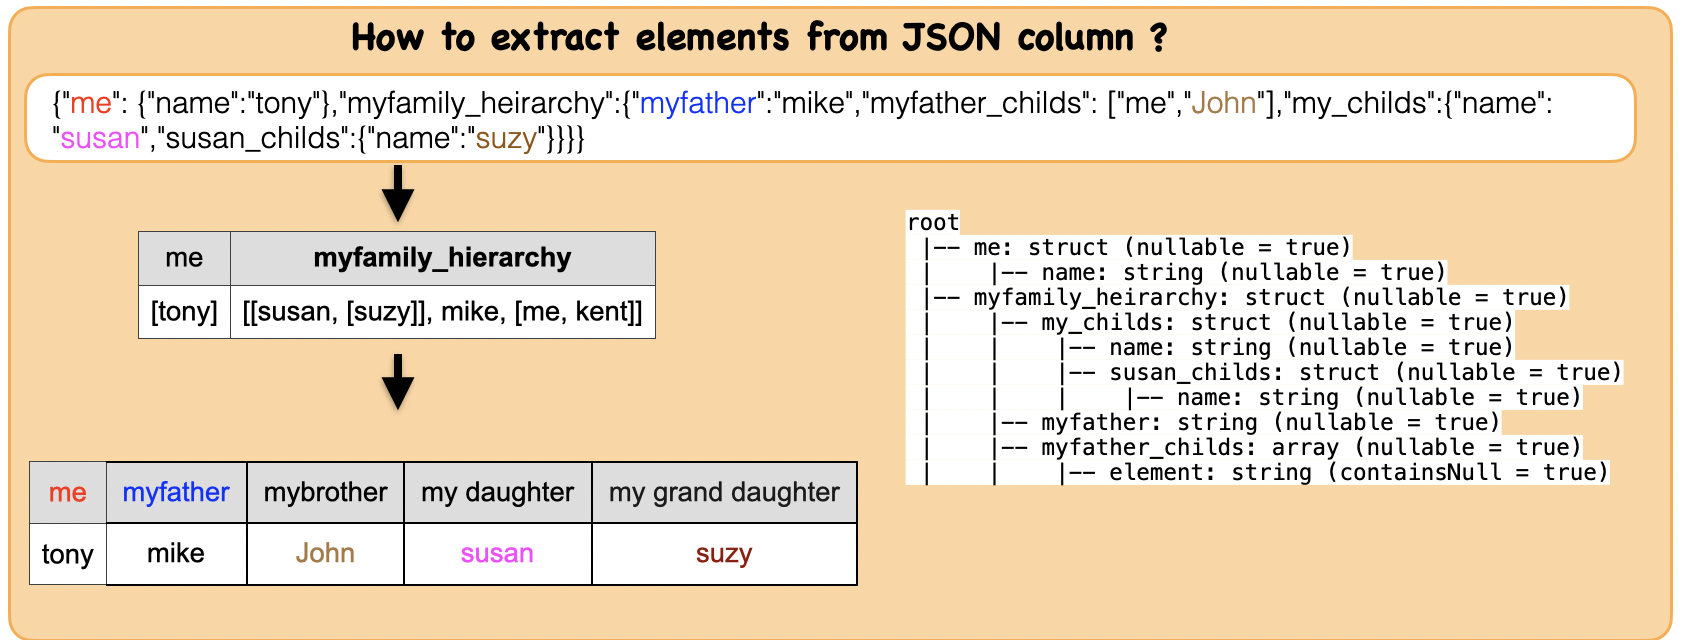 How to extract elements from JSON column ?
{"me": {"name":"tony"},"myfamily_heirarchy":{"myfather":"mike","myfather_childs": ["me","John"],"my_childs":{"name":
"susan","susan_childs":{"name":"suzy"}}}}
me myfamily_hierarchy
[tony] [[susan, [suzy]], mike, [me, kent]]
root
|-- me: struct (nullable = true)
| |-- name: string (nullable = true)
|-- myfamily_heirarchy: struct (nullable = true)
| |-- my_childs: struct (nullable = true)
| | |-- name: string (nullable = true)
| | |-- susan_childs: struct (nullable = true)
| | | |-- name: string (nullable = true)
| |-- myfather: string (nullable = true)
| |-- myfather_childs: array (nullable = true)
| | |-- element: string (containsNull = true)
me myfather mybrother my daughter my grand daughter
tony mike John susan suzy